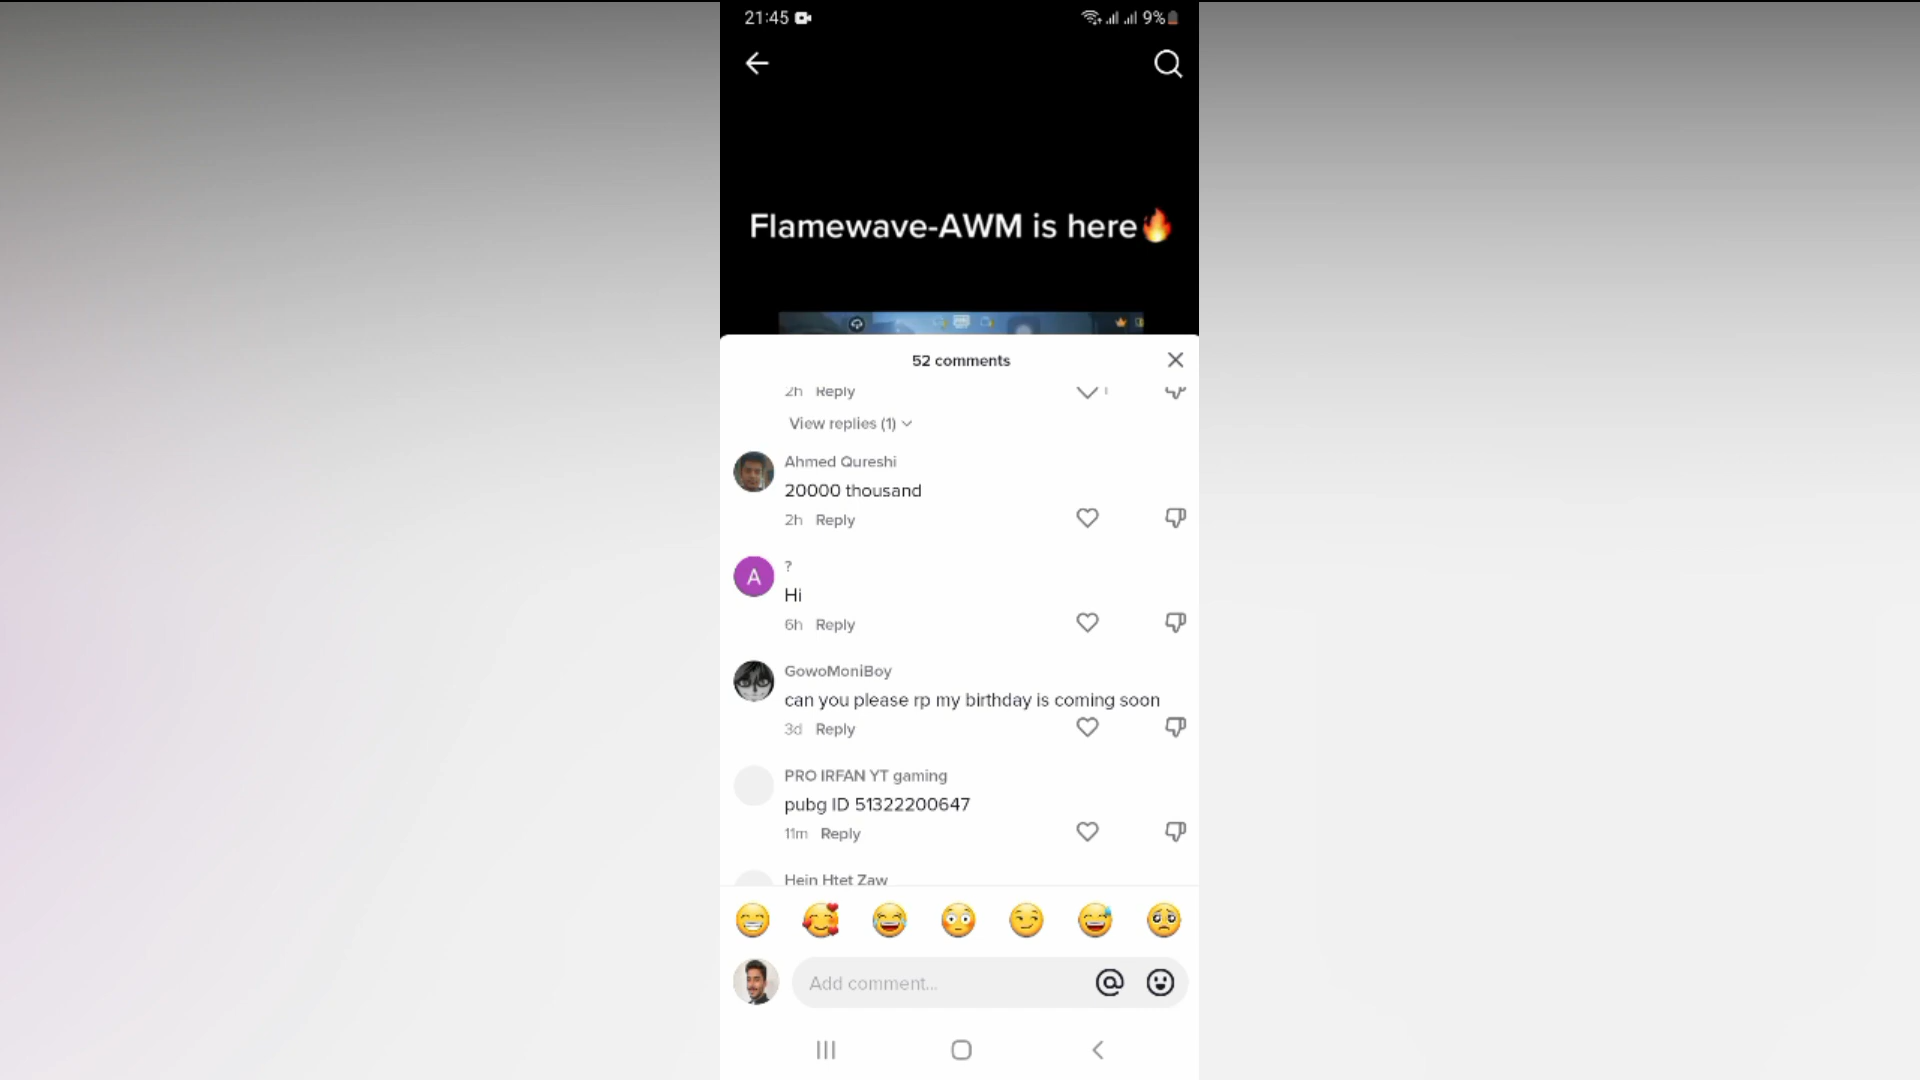 21:45
9%
Flamewave-AWM is here🔥
52 comments
2h Reply 1
View replies (1)
Ahmed Qureshi
20000 thousand
2h Reply
A
?
Hi
6h Reply
GowoMoniBoy
can you please rp my birthday is coming soon
3d Reply
PRO IRFAN YT gaming
pubg ID 51322200647
11m Reply
Hein Htet Zaw
Add comment... @